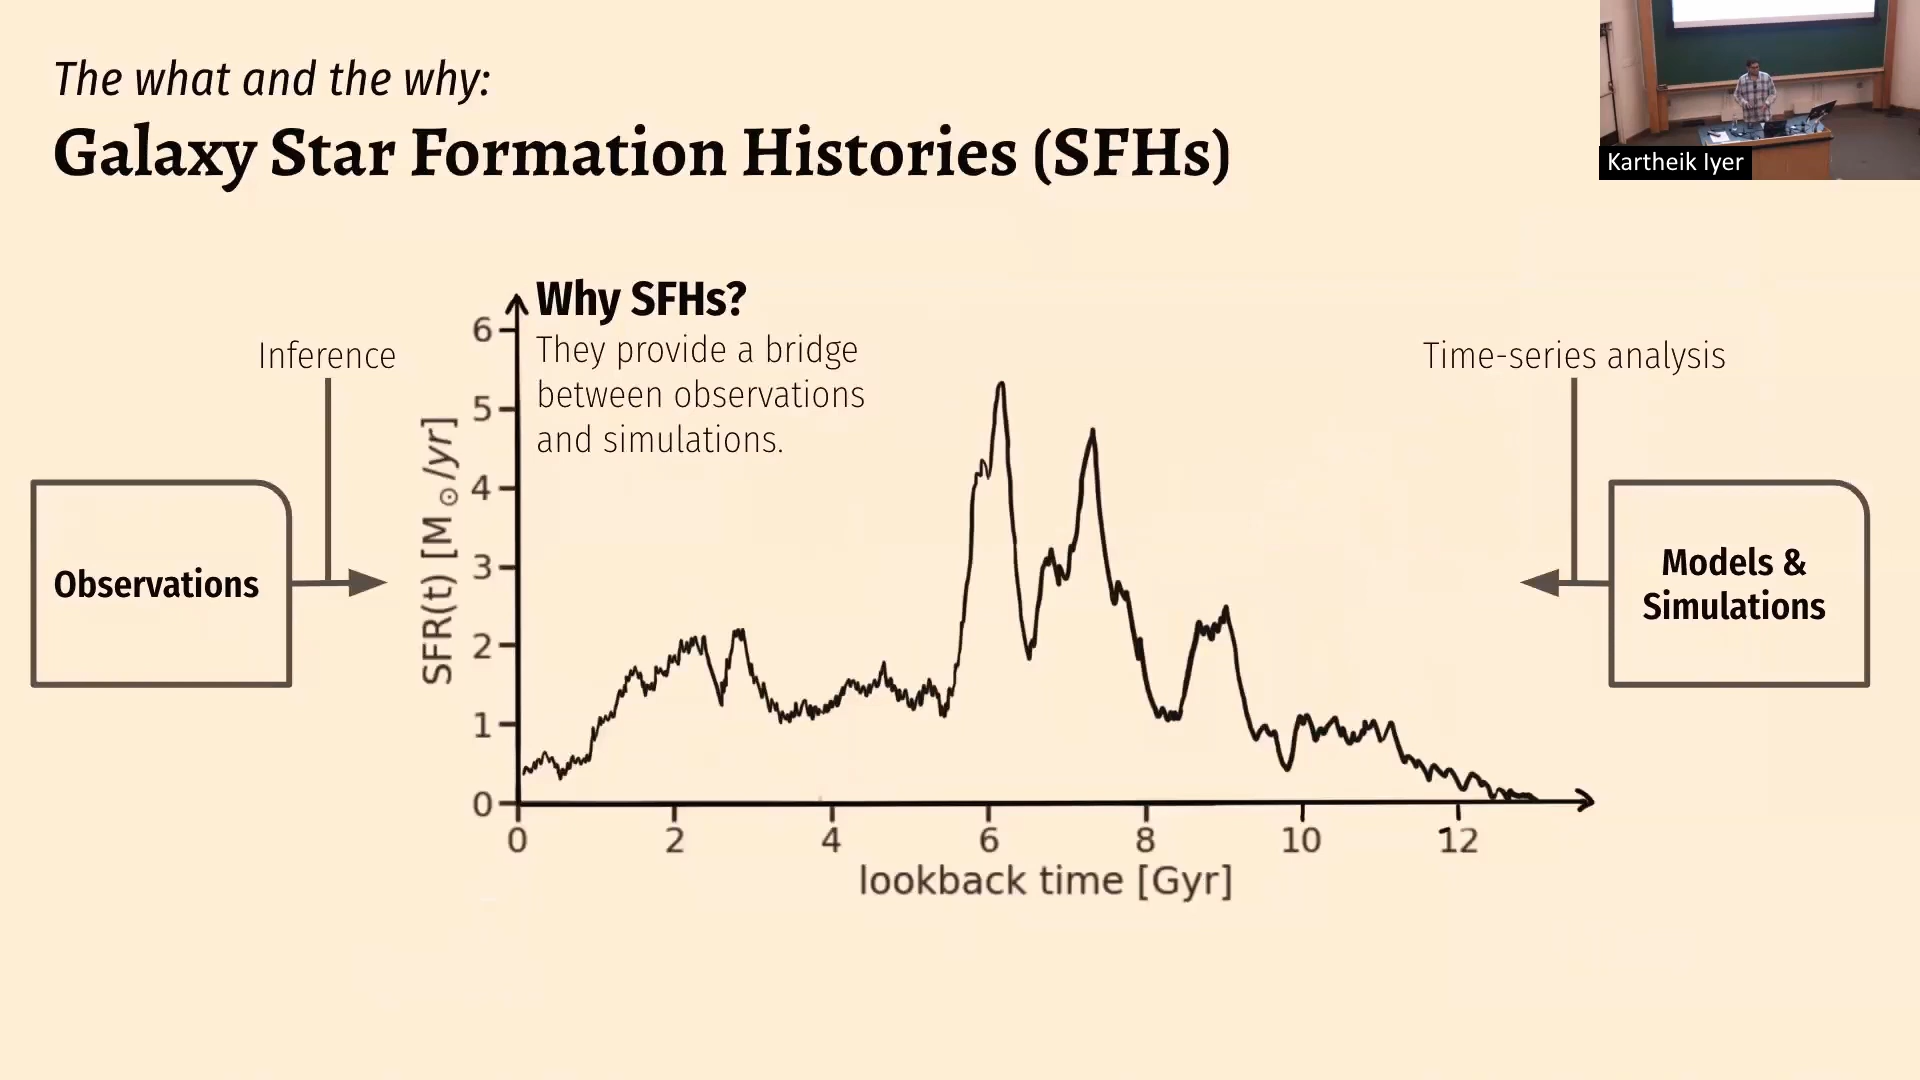 The what and the why:
Galaxy Star Formation Histories (SFHs)
Kartheik Iyer
Why SFHs?
They provide a bridge
between observations
and simulations.
Inference
Time-series analysis
Observations
Models &
Simulations
SFR(t) [M☉/yr]
6
5
4
3
2
1
0
0 2 4 6 8 10 12
lookback time [Gyr]